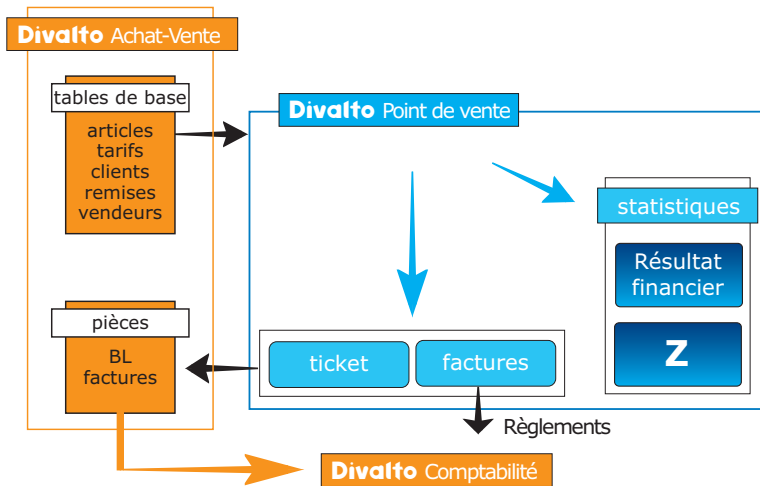 Divalto Achat-Vente
tables de base
articles
tarifs
clients
remises
vendeurs
pièces
BL
factures
Divalto Point de vente
statistiques
Résultat
financier
Z
ticket
factures
Règlements
Divalto Comptabilité